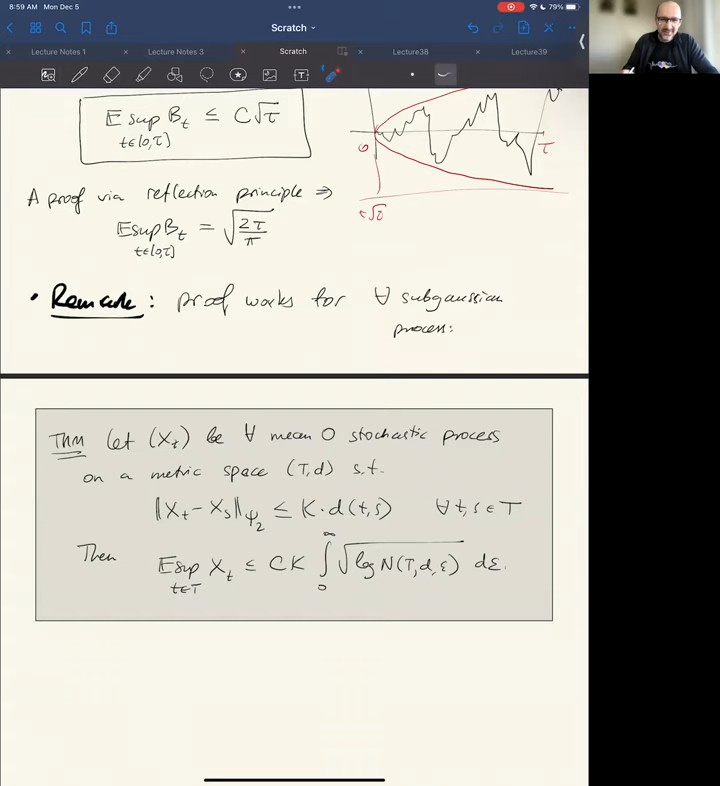 8:59 AM Mon Dec 5
79%
Scratch
Lecture Notes 1
Lecture Notes 3
Scratch
Lecture38
Lecture39
E sup B_t ≤ C√τ
t∈[0,τ]
0
τ
A proof via reflection principle ⇒
E sup B_t = √(2τ/π)
t∈[0,τ]
• Remark: proof works for ∀ subgaussian
process:
THM Let (X_t) be ∀ mean 0 stochastic process
on a metric space (T,d) s.t.
‖X_t − X_s‖_ψ₂ ≤ K·d(t,s) ∀t,s∈T
Then E sup X_t ≤ CK ∫₀^∞ √(log N(T,d,ε)) dε.
t∈T